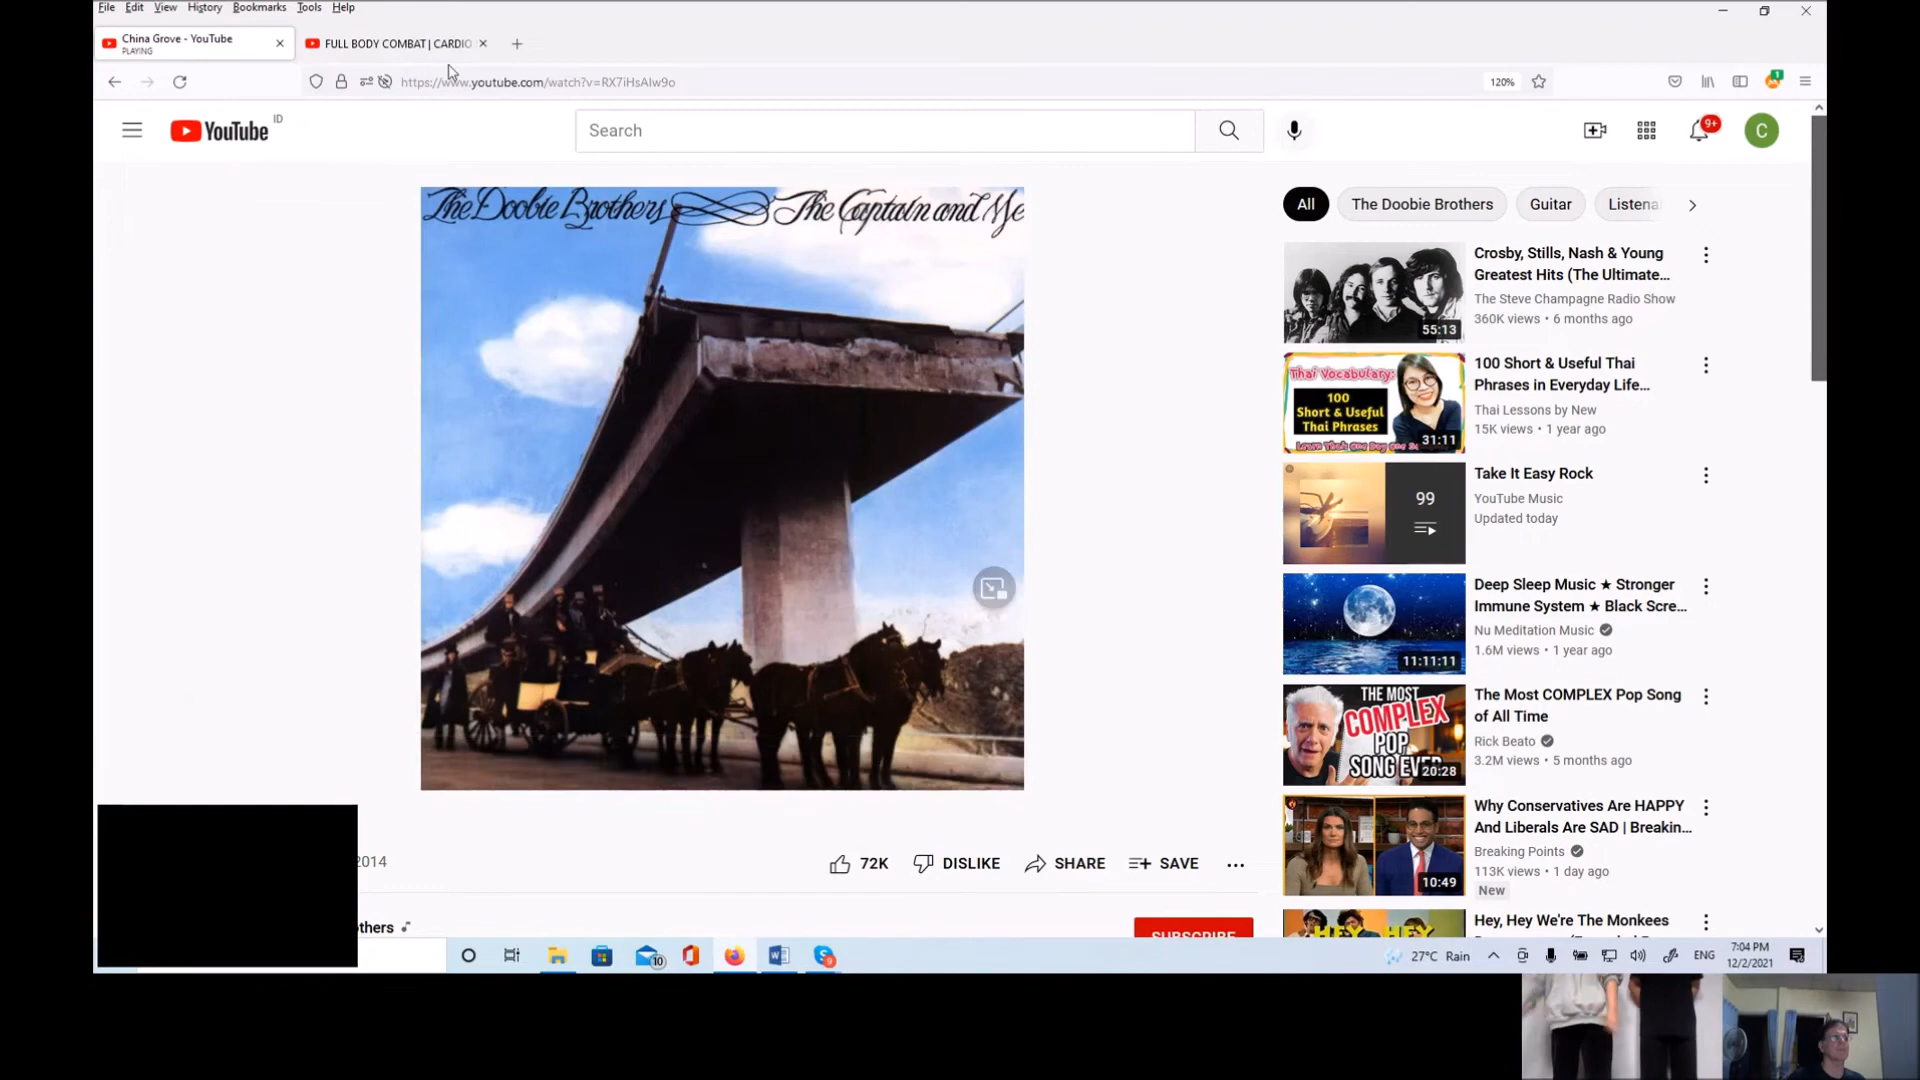 File Edit View History Bookmarks Tools Help
China Grove - YouTube
PLAYING
FULL BODY COMBAT | CARDIO
https://www.youtube.com/watch?v=RX7iHsAIw9o
120%
1
YouTube ID
Search
9+
C
The Doobie Brothers The Captain and Me
All
The Doobie Brothers
Guitar
Listena
Crosby, Stills, Nash & Young
Greatest Hits (The Ultimate...
The Steve Champagne Radio Show
360K views • 6 months ago
55:13
Thai Vocabulary:
100
Short & Useful
Thai Phrases
31:11
100 Short & Useful Thai
Phrases in Everyday Life...
Thai Lessons by New
15K views • 1 year ago
99
Take It Easy Rock
YouTube Music
Updated today
11:11:11
Deep Sleep Music ★ Stronger
Immune System ★ Black Scre...
Nu Meditation Music
1.6M views • 1 year ago
THE MOST
COMPLEX
POP
SONG EVER
20:28
The Most COMPLEX Pop Song
of All Time
Rick Beato
3.2M views • 5 months ago
10:49
Why Conservatives Are HAPPY
And Liberals Are SAD | Breakin...
Breaking Points
113K views • 1 day ago
New
HEY, HEY
Hey, Hey We're The Monkees
2014
72K
DISLIKE
SHARE
SAVE
thers
SUBSCRIBE
10
9
27°C Rain
ENG
7:04 PM
12/2/2021